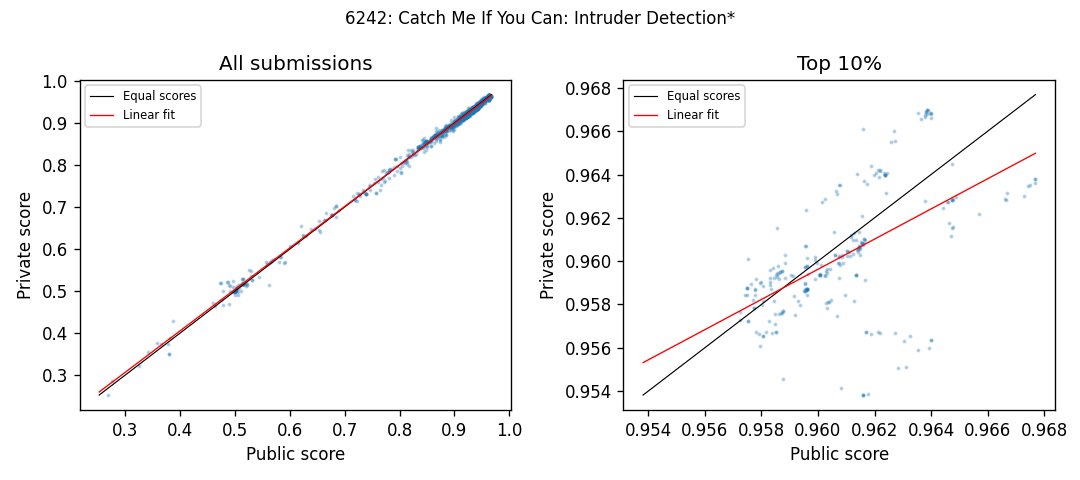 6242: Catch Me If You Can: Intruder Detection*
All submissions
Equal scores
Linear fit
1.0
0.9
0.8
0.7
0.6
0.5
0.4
0.3
Private score
0.3 0.4 0.5 0.6 0.7 0.8 0.9 1.0
Public score
Top 10%
Equal scores
Linear fit
0.968
0.966
0.964
0.962
0.960
0.958
0.956
0.954
Private score
0.954 0.956 0.958 0.960 0.962 0.964 0.966 0.968
Public score